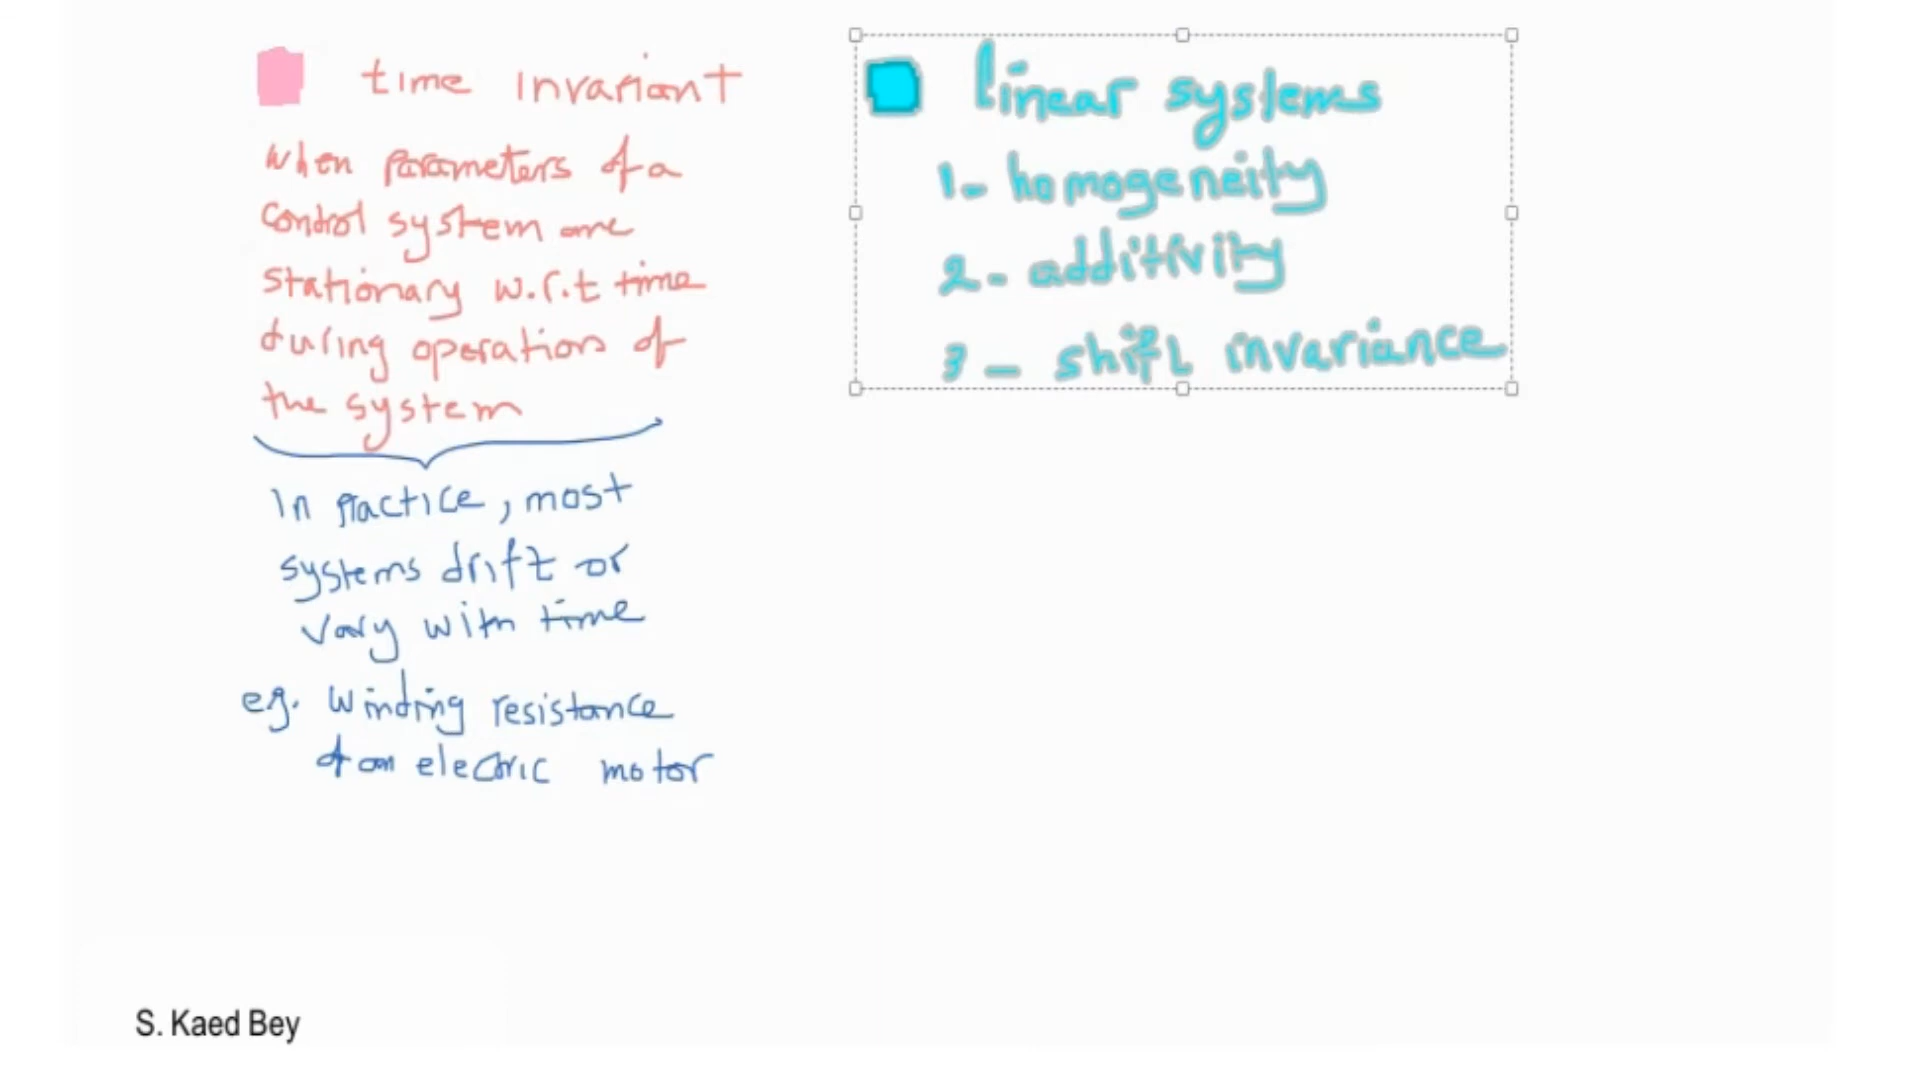 time invariant
when parameters of a
control system are
stationary w.r.t time
during operation of
the system
In practice, most
systems drift or
vary with time
eg. winding resistance
of an electric motor
linear systems
1- homogeneity
2- additivity
3- shift invariance
S. Kaed Bey